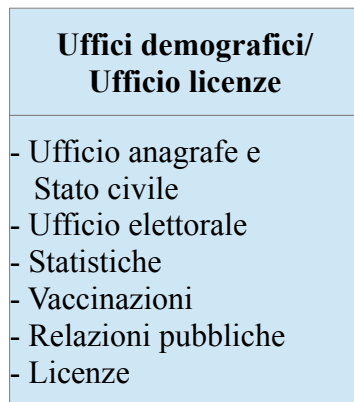 Uffici demografici/
Ufficio licenze
- Ufficio anagrafe e
Stato civile
- Ufficio elettorale
- Statistiche
- Vaccinazioni
- Relazioni pubbliche
- Licenze